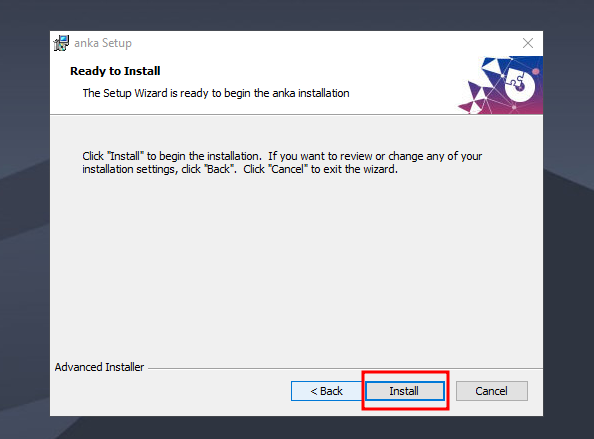 anka Setup
Ready to Install
The Setup Wizard is ready to begin the anka installation
Click "Install" to begin the installation.  If you want to review or change any of your
installation settings, click "Back".  Click "Cancel" to exit the wizard.
Advanced Installer
< Back
Install
Cancel